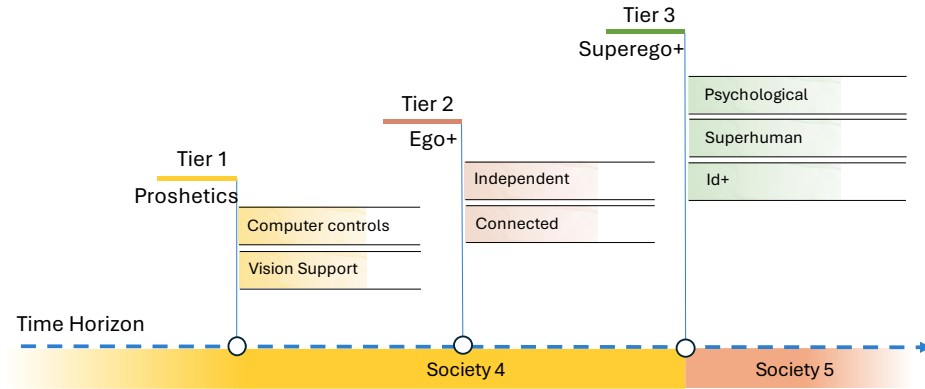 Tier 3
Superego+
Psychological
Superhuman
Id+
Tier 2
Ego+
Independent
Connected
Tier 1
Proshetics
Computer controls
Vision Support
Time Horizon
Society 4
Society 5